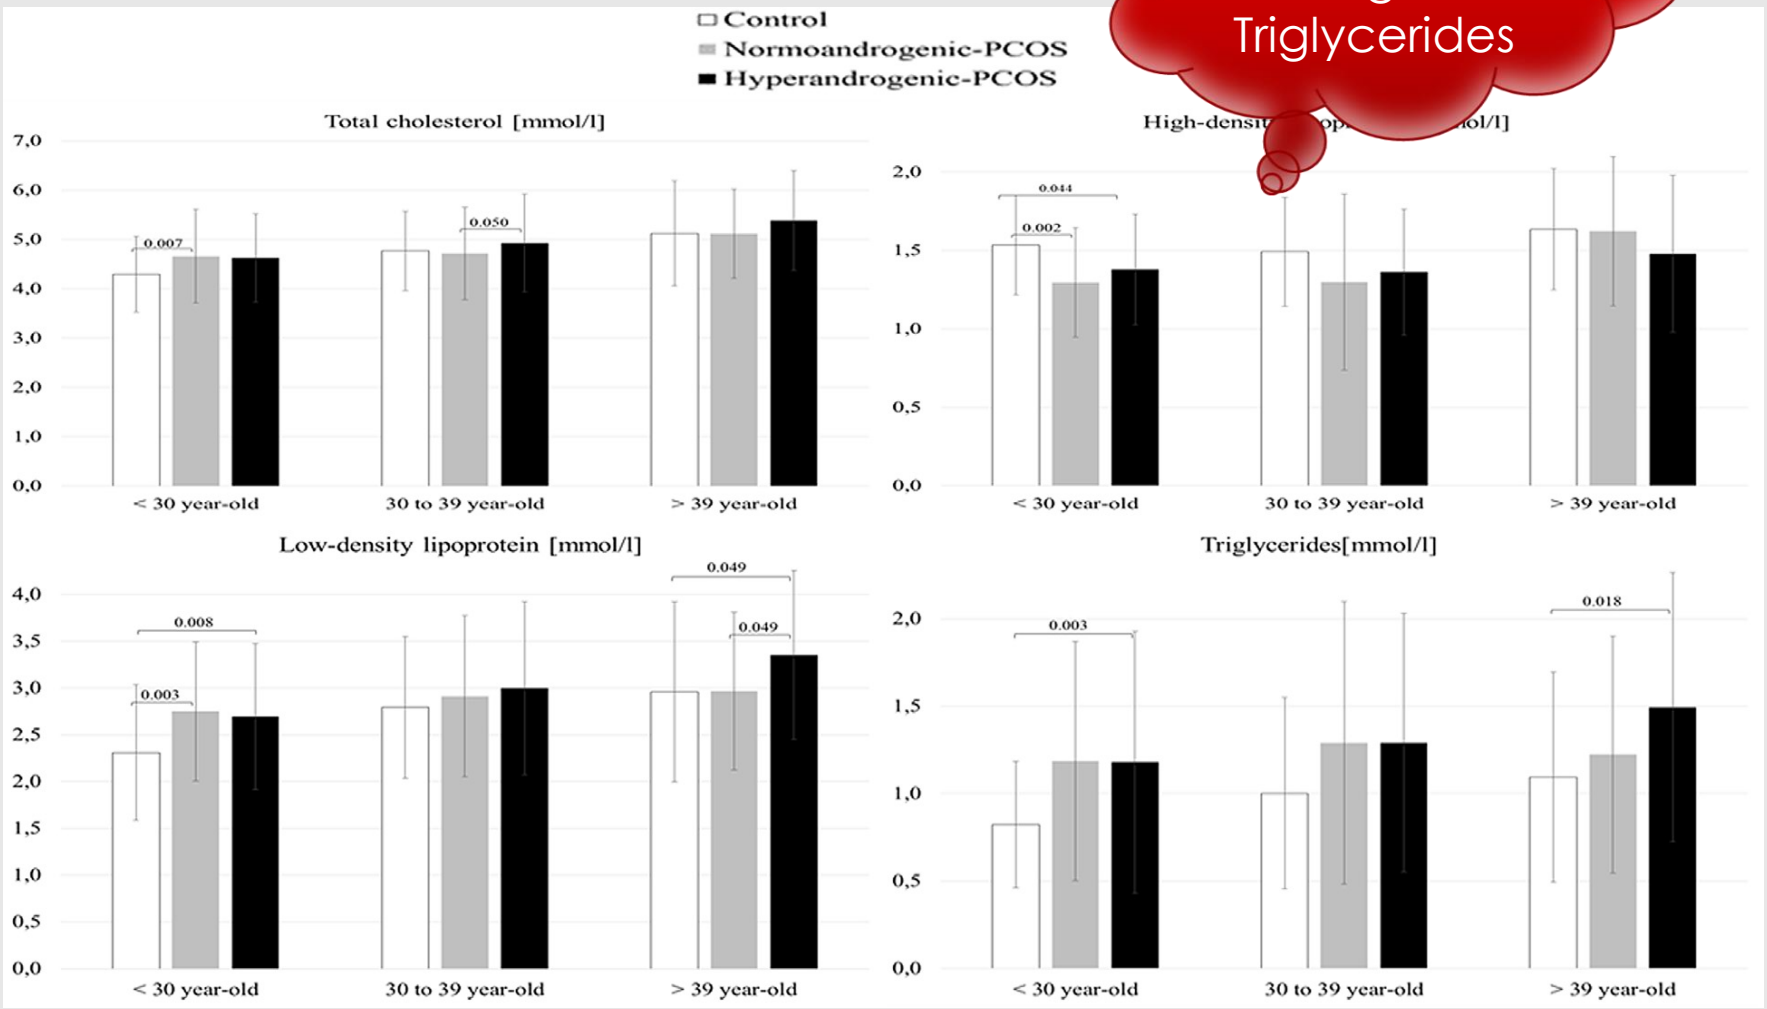 Control
Normoandrogenic-PCOS
Hyperandrogenic-PCOS
Triglycerides
Total cholesterol [mmol/l]
7,0
6,0
5,0
4,0
3,0
2,0
1,0
0,0
0.007
0.050
< 30 year-old
30 to 39 year-old
> 39 year-old
High-densit
2,0
1,5
1,0
0,5
0,0
0.044
0.002
< 30 year-old
30 to 39 year-old
> 39 year-old
Low-density lipoprotein [mmol/l]
4,0
3,5
3,0
2,5
2,0
1,5
1,0
0,5
0,0
0.008
0.003
0.049
0.049
< 30 year-old
30 to 39 year-old
> 39 year-old
Triglycerides[mmol/l]
2,0
1,5
1,0
0,5
0,0
0.003
0.018
< 30 year-old
30 to 39 year-old
> 39 year-old